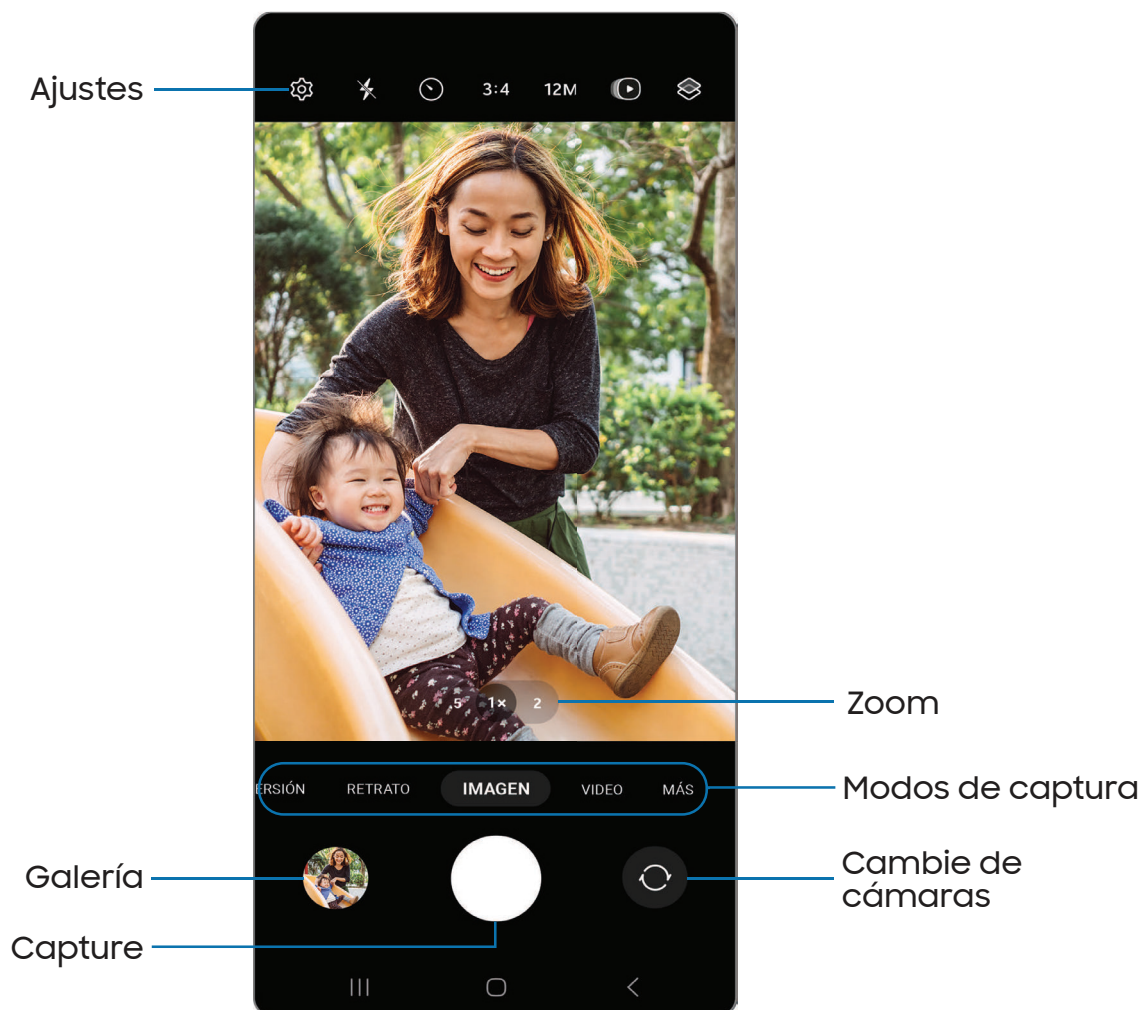 Ajustes
3:4
12M
.5
1×
2
Zoom
ERSIÓN
RETRATO
IMAGEN
VIDEO
MÁS
Modos de captura
Galería
Cambie de
cámaras
Capture